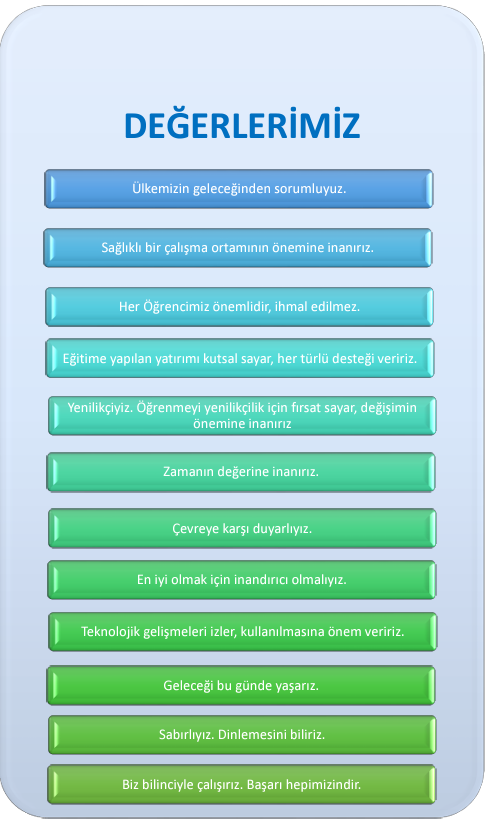 DEĞERLERİMİZ
Ülkemizin geleceğinden sorumluyuz.
Sağlıklı bir çalışma ortamının önemine inanırız.
Her Öğrencimiz önemlidir, ihmal edilmez.
Eğitime yapılan yatırımı kutsal sayar, her türlü desteği veririz.
Yenilikçiyiz. Öğrenmeyi yenilikçilik için fırsat sayar, değişimin
önemine inanırız
Zamanın değerine inanırız.
Çevreye karşı duyarlıyız.
En iyi olmak için inandırıcı olmalıyız.
Teknolojik gelişmeleri izler, kullanılmasına önem veririz.
Geleceği bu günde yaşarız.
Sabırlıyız. Dinlemesini biliriz.
Biz bilinciyle çalışırız. Başarı hepimizindir.